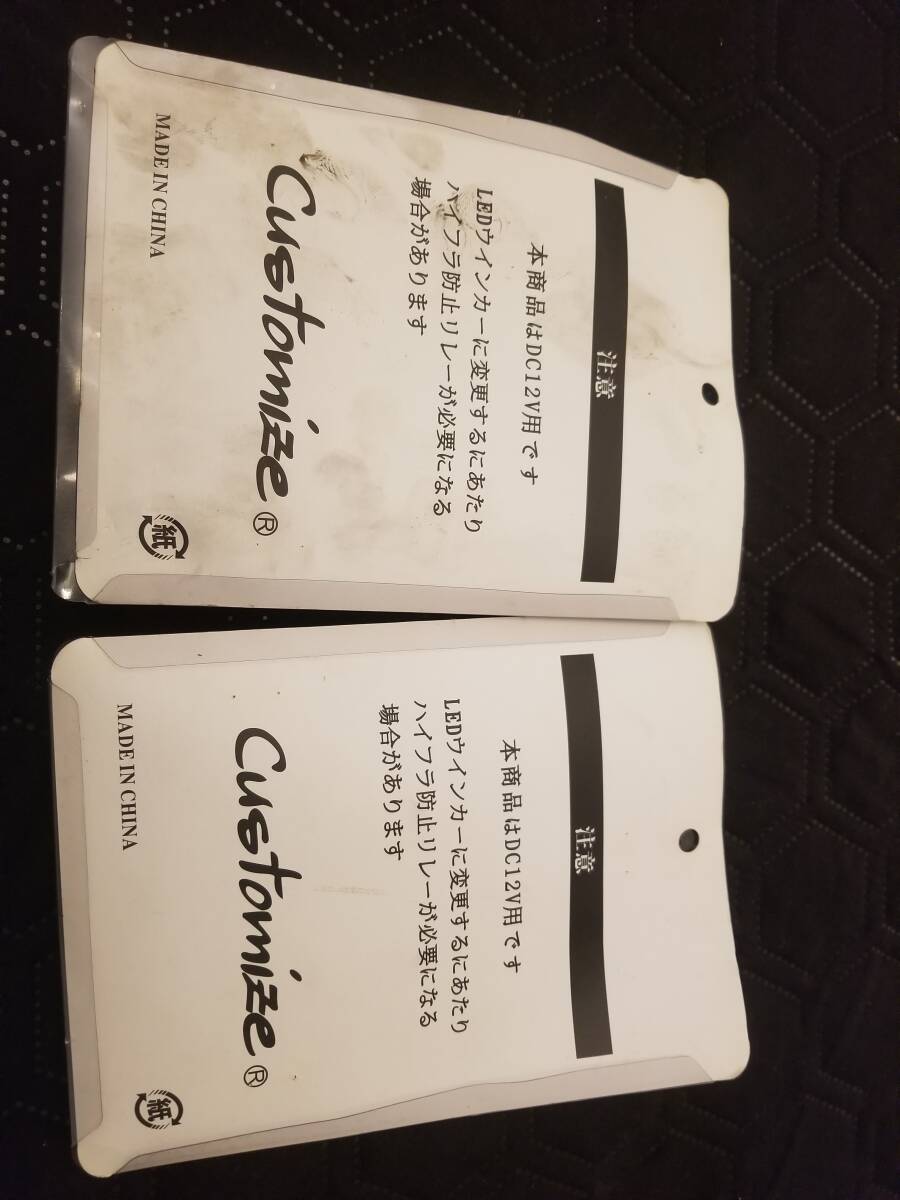 注意
本商品はDC12V用です
LEDウインカーに変更するにあたり
ハイフラ防止リレーが必要になる
場合があります
Customize®
MADE IN CHINA
紙
注意
本商品はDC12V用です
LEDウインカーに変更するにあたり
ハイフラ防止リレーが必要になる
場合があります
Customize®
MADE IN CHINA
紙